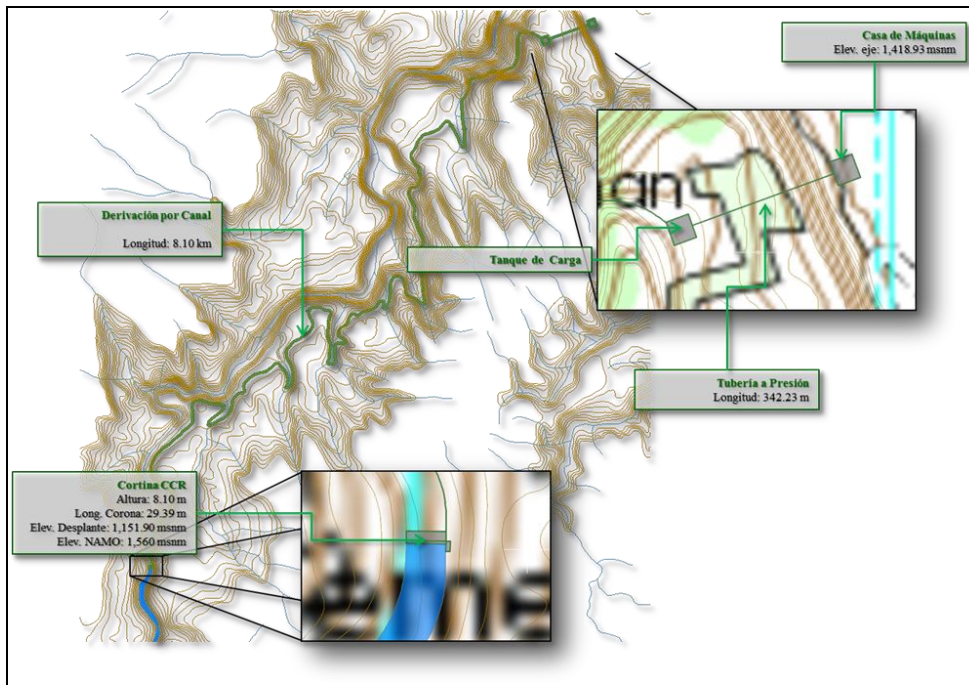 Casa de Máquinas
Elev. eje: 1,418.93 msnm
an
Derivación por Canal
Longitud: 8.10 km
Tanque de Carga
Tubería a Presión
Longitud: 342.23 m
Cortina CCR
Altura: 8.10 m
Long. Corona: 29.39 m
Elev. Desplante: 1,151.90 msnm
Elev. NAMO: 1,560 msnm